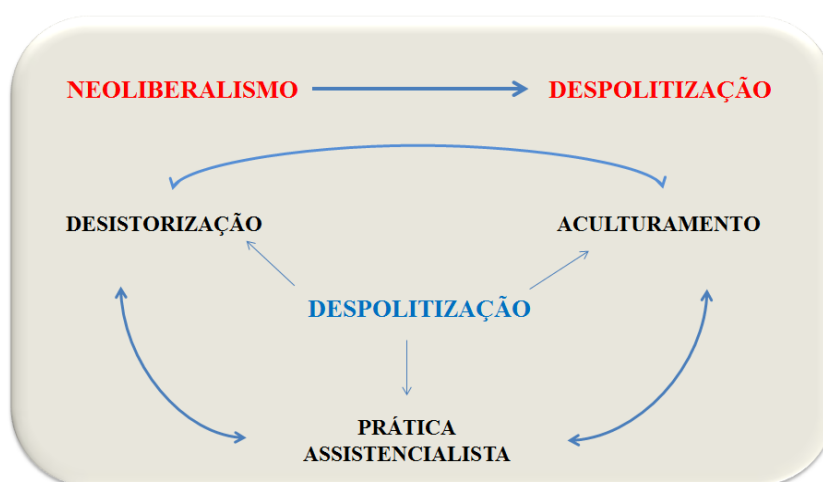 NEOLIBERALISMO
DESPOLITIZAÇÃO
DESISTORIZAÇÃO
ACULTURAMENTO
DESPOLITIZAÇÃO
PRÁTICA
ASSISTENCIALISTA